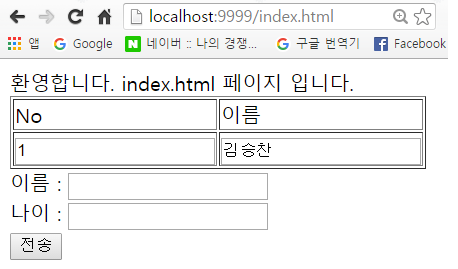 localhost:9999/index.html
앱 Google 네이버 :: 나의 경쟁... 구글 번역기 Facebook
환영합니다. index.html 페이지 입니다.
No 이름
1 김승찬
이름 :
나이 :
전송